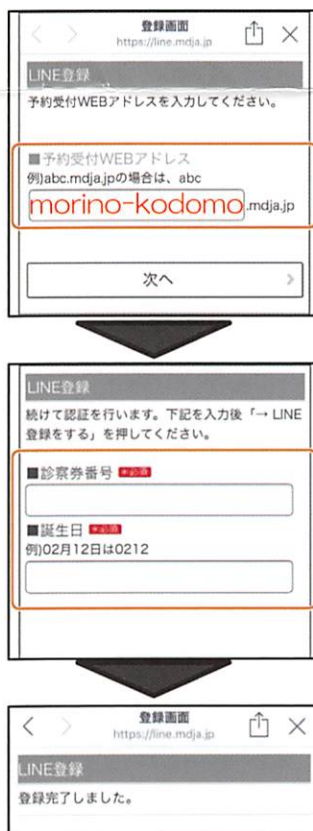 登録画面
https://line.mdja.jp
LINE登録
予約受付WEBアドレスを入力してください。
■予約受付WEBアドレス
例)abc.mdja.jpの場合は、abc
morino-kodomo.mdja.jp
次へ
LINE登録
続けて認証を行います。下記を入力後「→ LINE
登録をする」を押してください。
■診察券番号 *必須
■誕生日 *必須
例)02月12日は0212
登録画面
https://line.mdja.jp
LINE登録
登録完了しました。